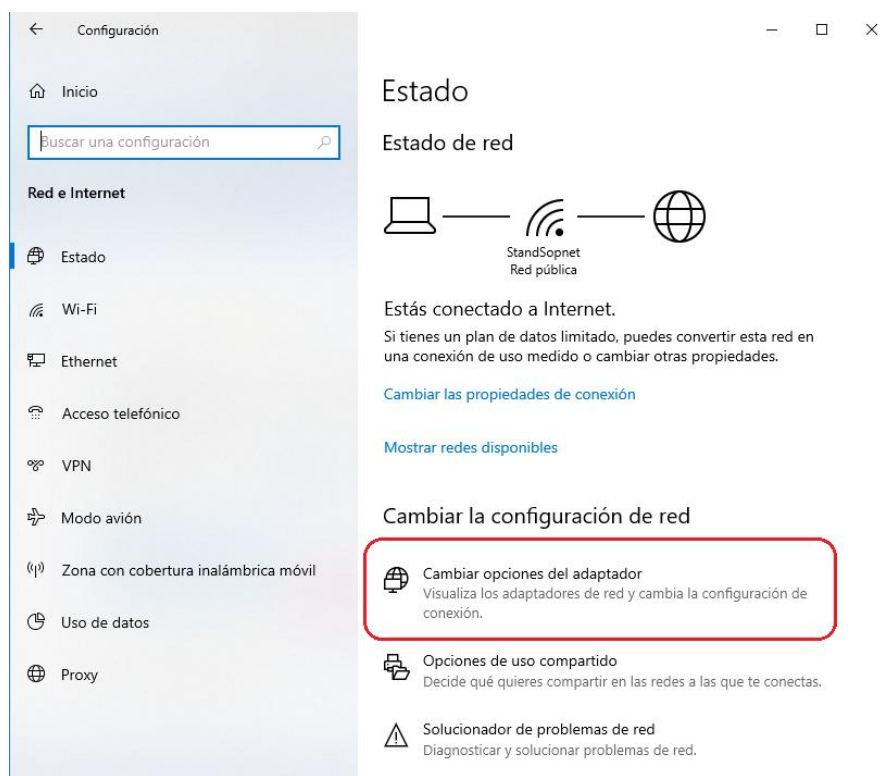 Configuración
Inicio
Buscar una configuración
Red e Internet
Estado
Wi-Fi
Ethernet
Acceso telefónico
VPN
Modo avión
Zona con cobertura inalámbrica móvil
Uso de datos
Proxy
Estado
Estado de red
StandSopnet
Red pública
Estás conectado a Internet.
Si tienes un plan de datos limitado, puedes convertir esta red en
una conexión de uso medido o cambiar otras propiedades.
Cambiar las propiedades de conexión
Mostrar redes disponibles
Cambiar la configuración de red
Cambiar opciones del adaptador
Visualiza los adaptadores de red y cambia la configuración de
conexión.
Opciones de uso compartido
Decide qué quieres compartir en las redes a las que te conectas.
Solucionador de problemas de red
Diagnosticar y solucionar problemas de red.